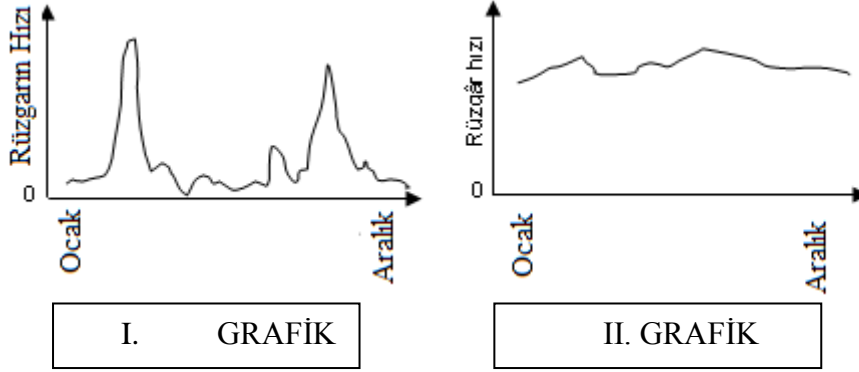 Rüzgarın Hızı
0
Ocak
Aralık
I. GRAFİK
Rüzgâr hızı
0
Ocak
Aralık
II. GRAFİK